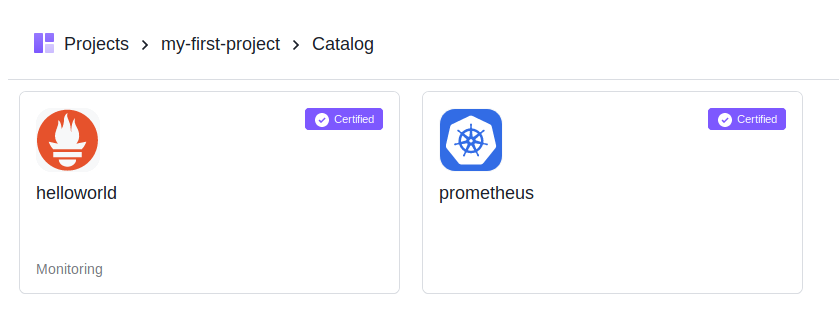 Projects > my-first-project > Catalog
Certified
helloworld
Monitoring
Certified
prometheus